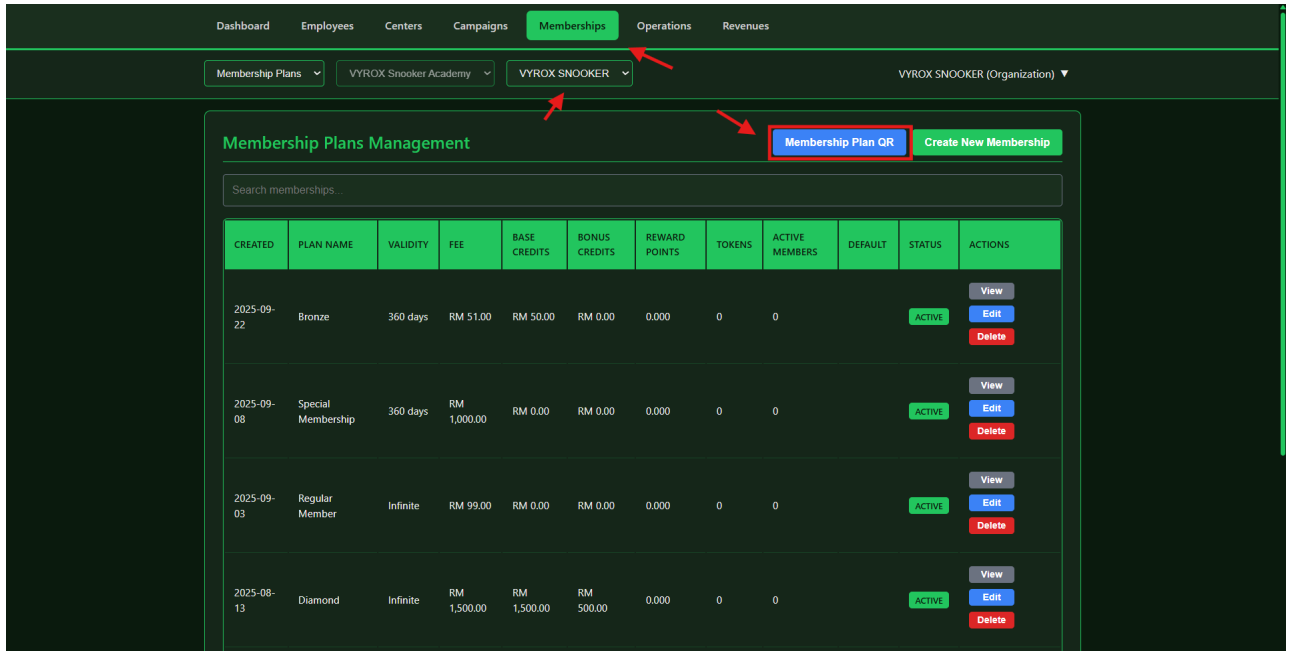 Dashboard Employees Centers Campaigns Memberships Operations Revenues
Membership Plans VYROX Snooker Academy VYROX SNOOKER VYROX SNOOKER (Organization) ▼
Membership Plans Management Membership Plan QR Create New Membership
Search memberships...
CREATED PLAN NAME VALIDITY FEE BASE CREDITS BONUS CREDITS REWARD POINTS TOKENS ACTIVE MEMBERS DEFAULT STATUS ACTIONS
2025-09-22 Bronze 360 days RM 51.00 RM 50.00 RM 0.00 0.000 0 0 ACTIVE View Edit Delete
2025-09-08 Special Membership 360 days RM 1,000.00 RM 0.00 RM 0.00 0.000 0 0 ACTIVE View Edit Delete
2025-09-03 Regular Member Infinite RM 99.00 RM 0.00 RM 0.00 0.000 0 0 ACTIVE View Edit Delete
2025-08-13 Diamond Infinite RM 1,500.00 RM 1,500.00 RM 500.00 0.000 0 0 ACTIVE View Edit Delete